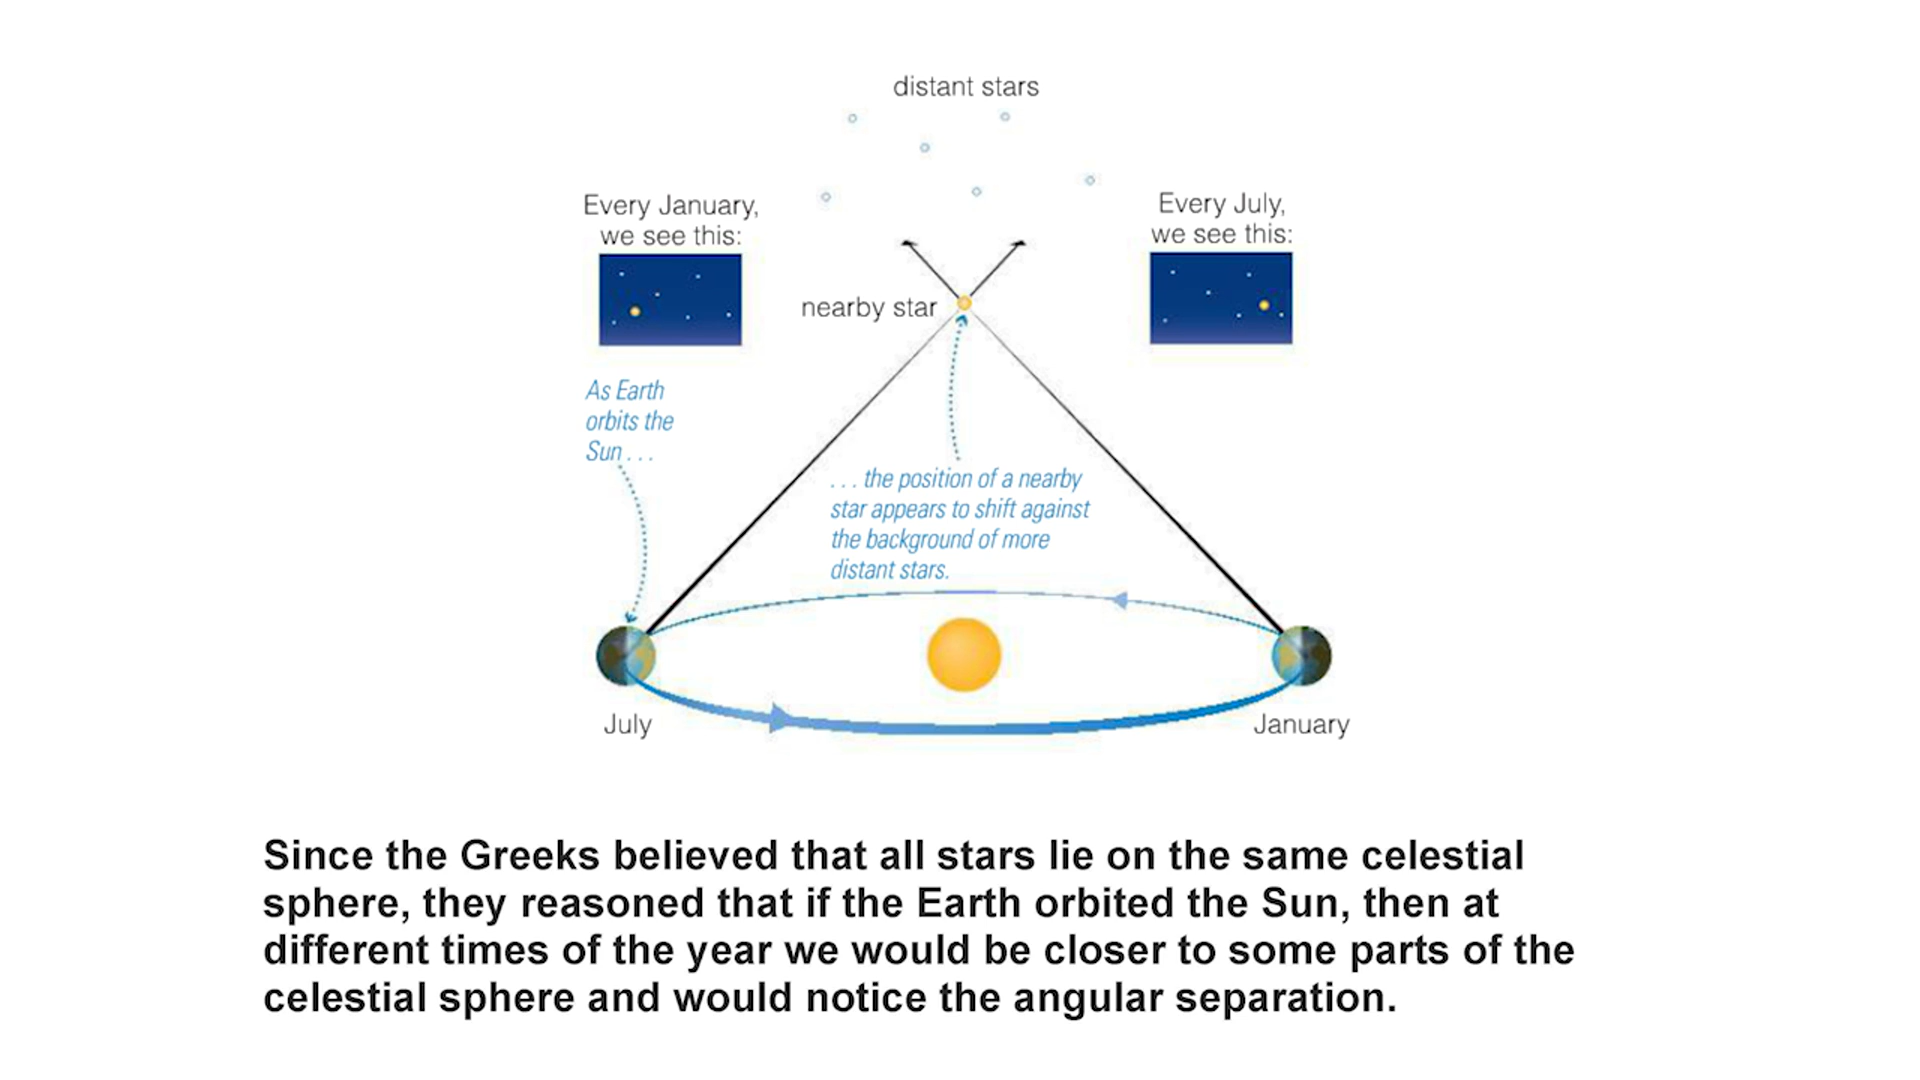 distant stars
Every January,
we see this:
Every July,
we see this:
nearby star
As Earth
orbits the
Sun . . .
. . . the position of a nearby
star appears to shift against
the background of more
distant stars.
July
January
Since the Greeks believed that all stars lie on the same celestial
sphere, they reasoned that if the Earth orbited the Sun, then at
different times of the year we would be closer to some parts of the
celestial sphere and would notice the angular separation.